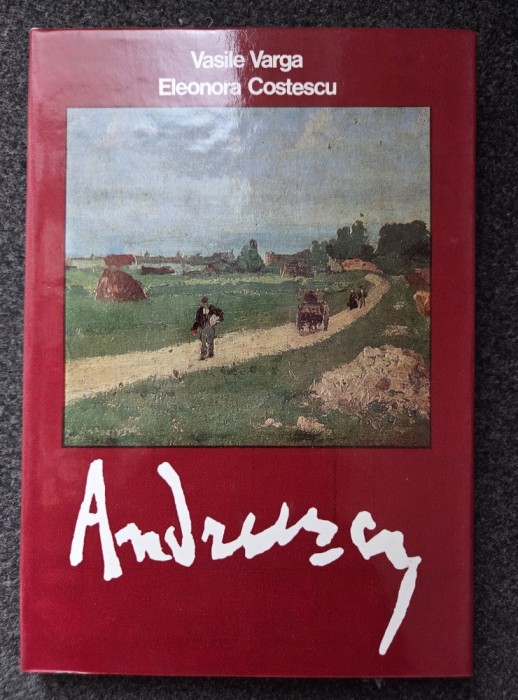 Vasile Varga
Eleonora Costescu
Andreescu